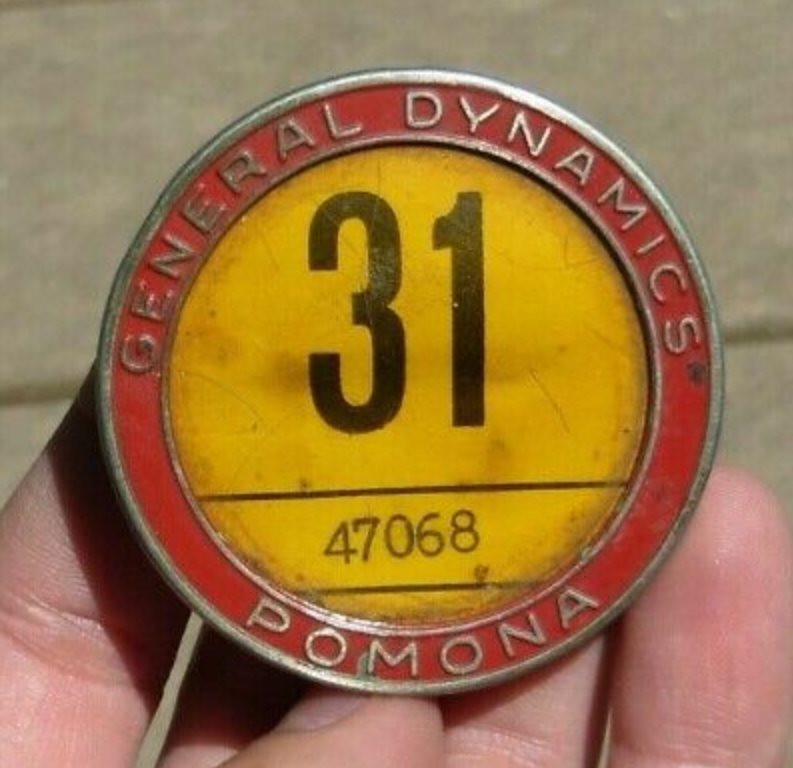 GENERAL DYNAMICS
31
47068
POMONA